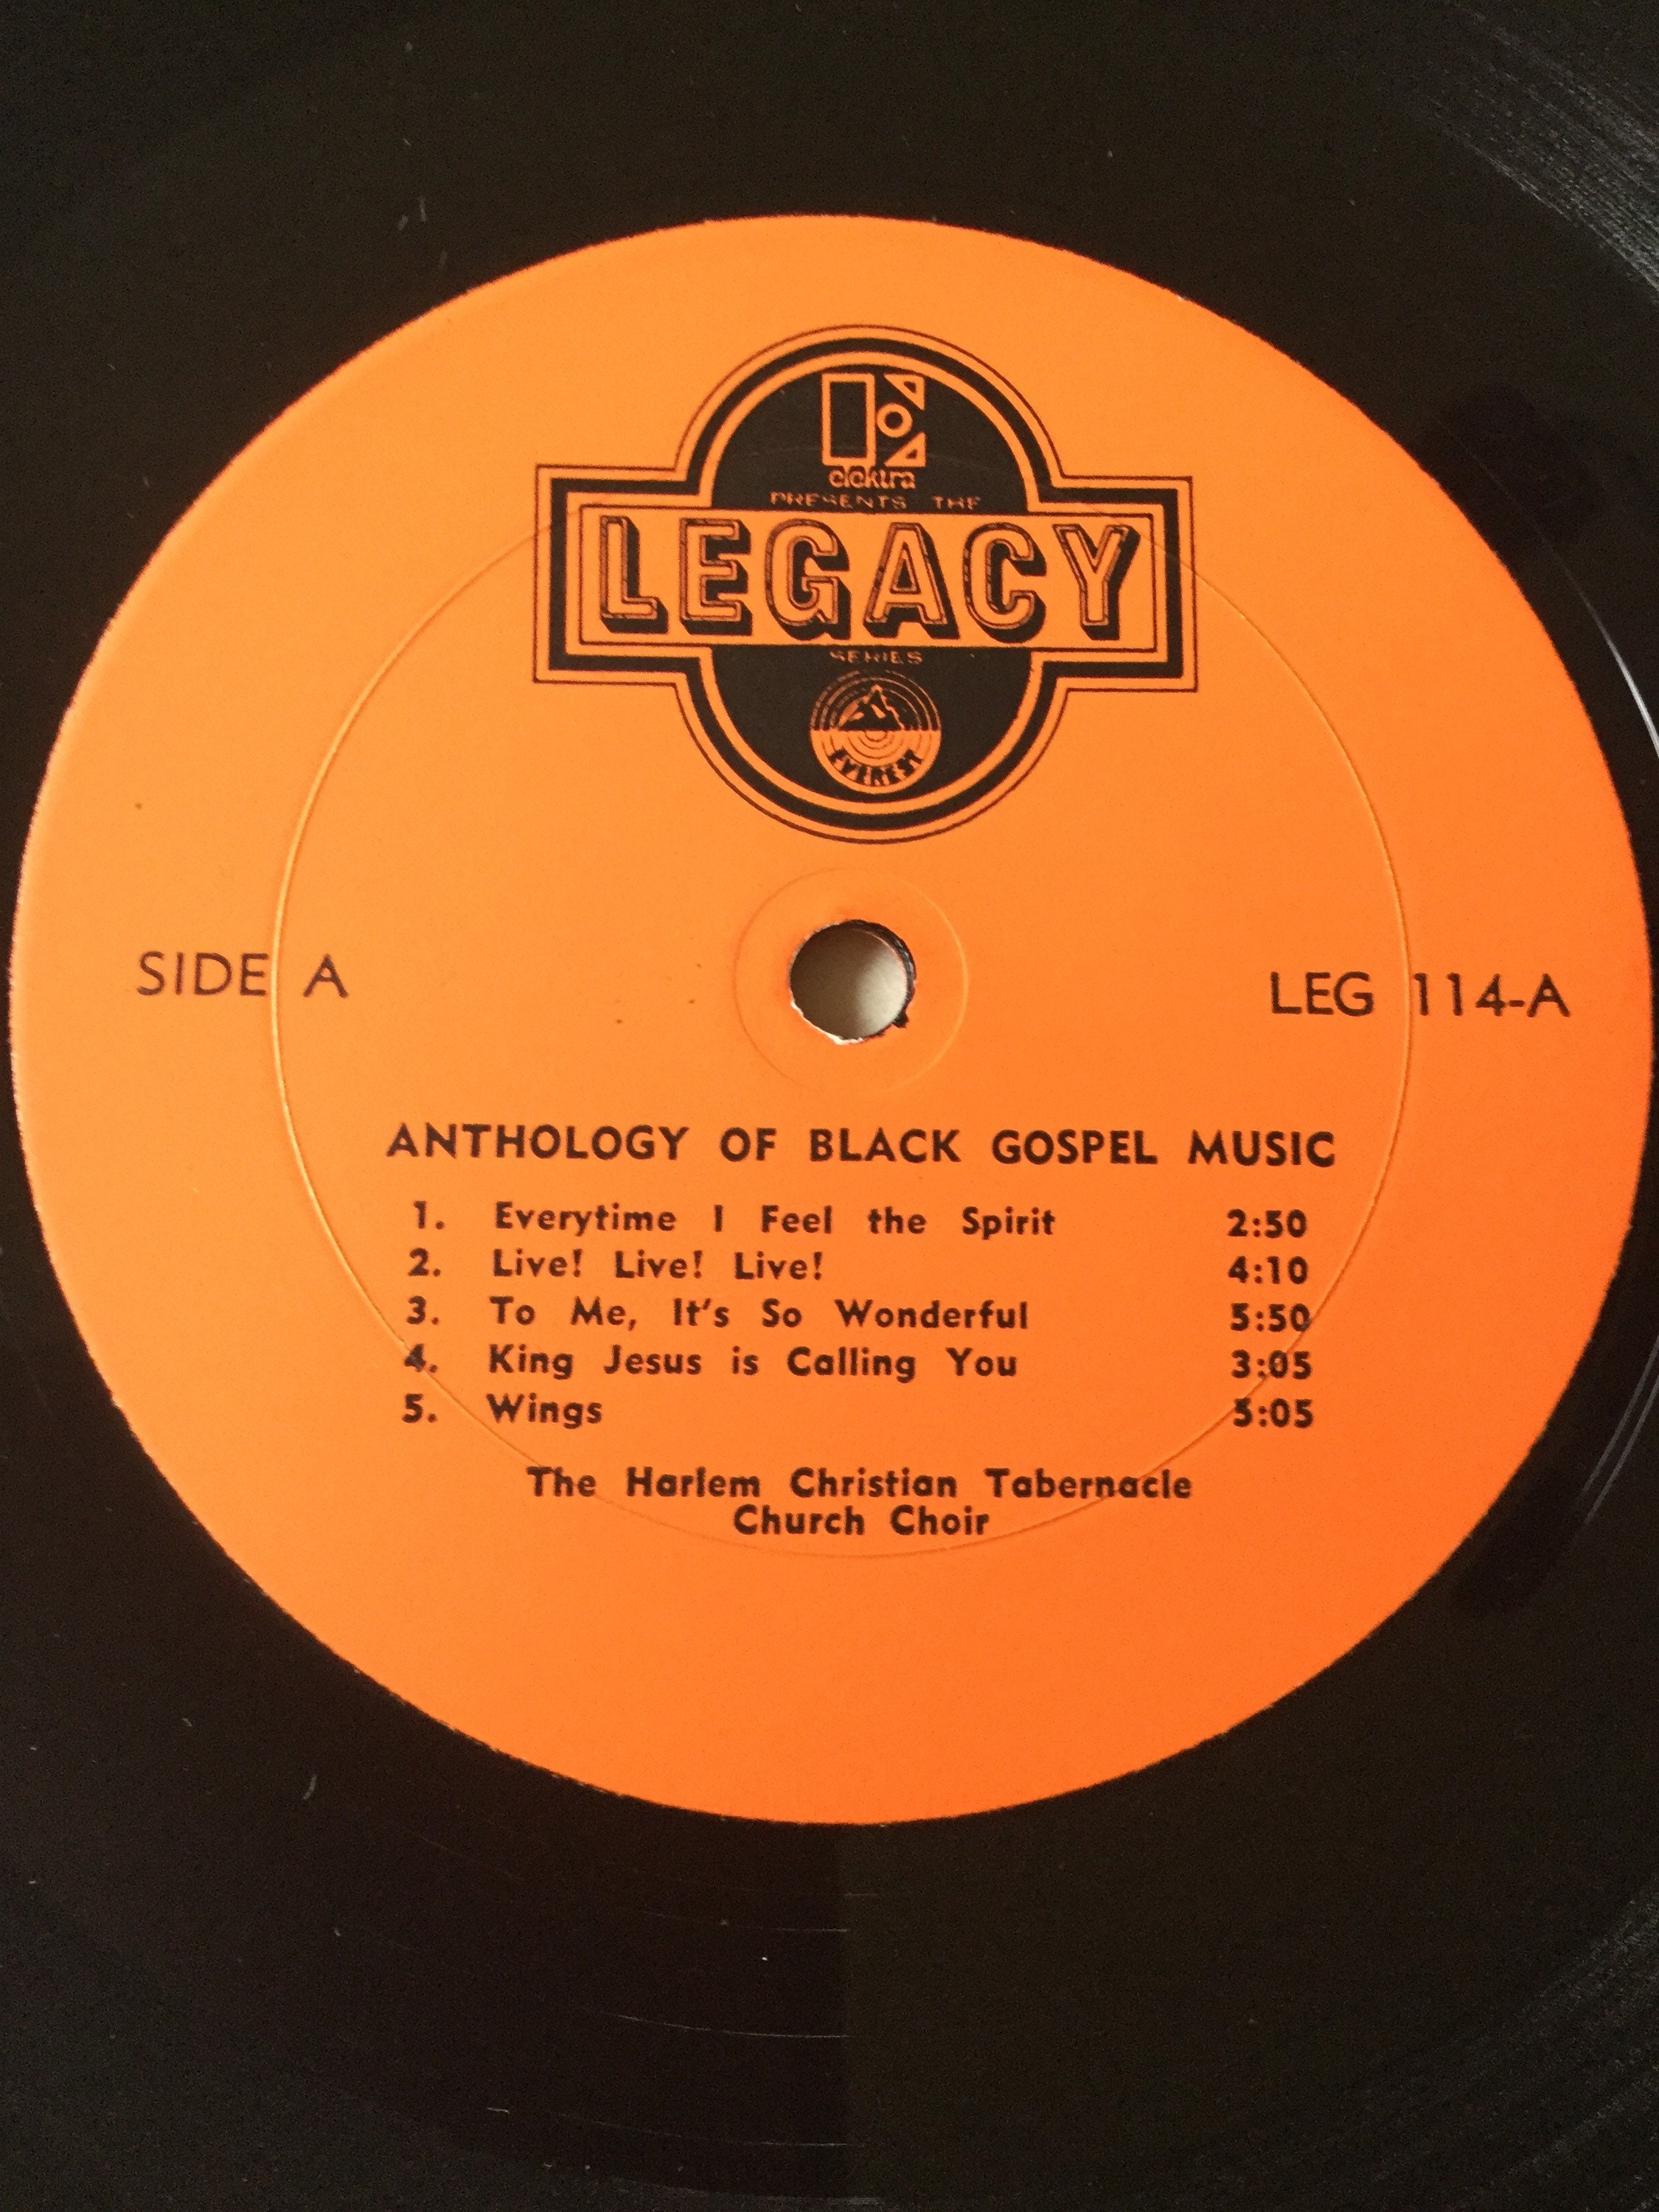 elektra
PRESENTS THE
LEGACY
SERIES
EVEREST
SIDE A
LEG 114-A
ANTHOLOGY OF BLACK GOSPEL MUSIC
1. Everytime I Feel the Spirit 2:50
2. Live! Live! Live! 4:10
3. To Me, It's So Wonderful 5:50
4. King Jesus is Calling You 3:05
5. Wings 5:05
The Harlem Christian Tabernacle
Church Choir